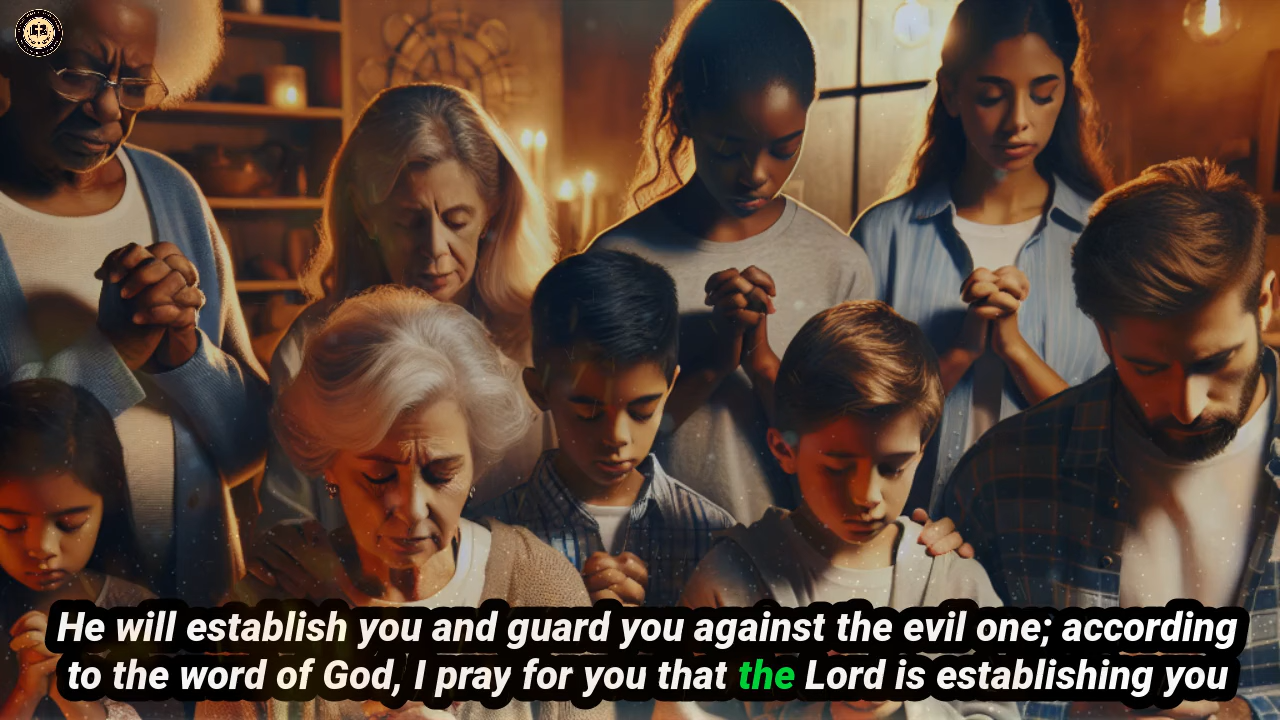 He will establish you and guard you against the evil one; according
to the word of God, I pray for you that the Lord is establishing you